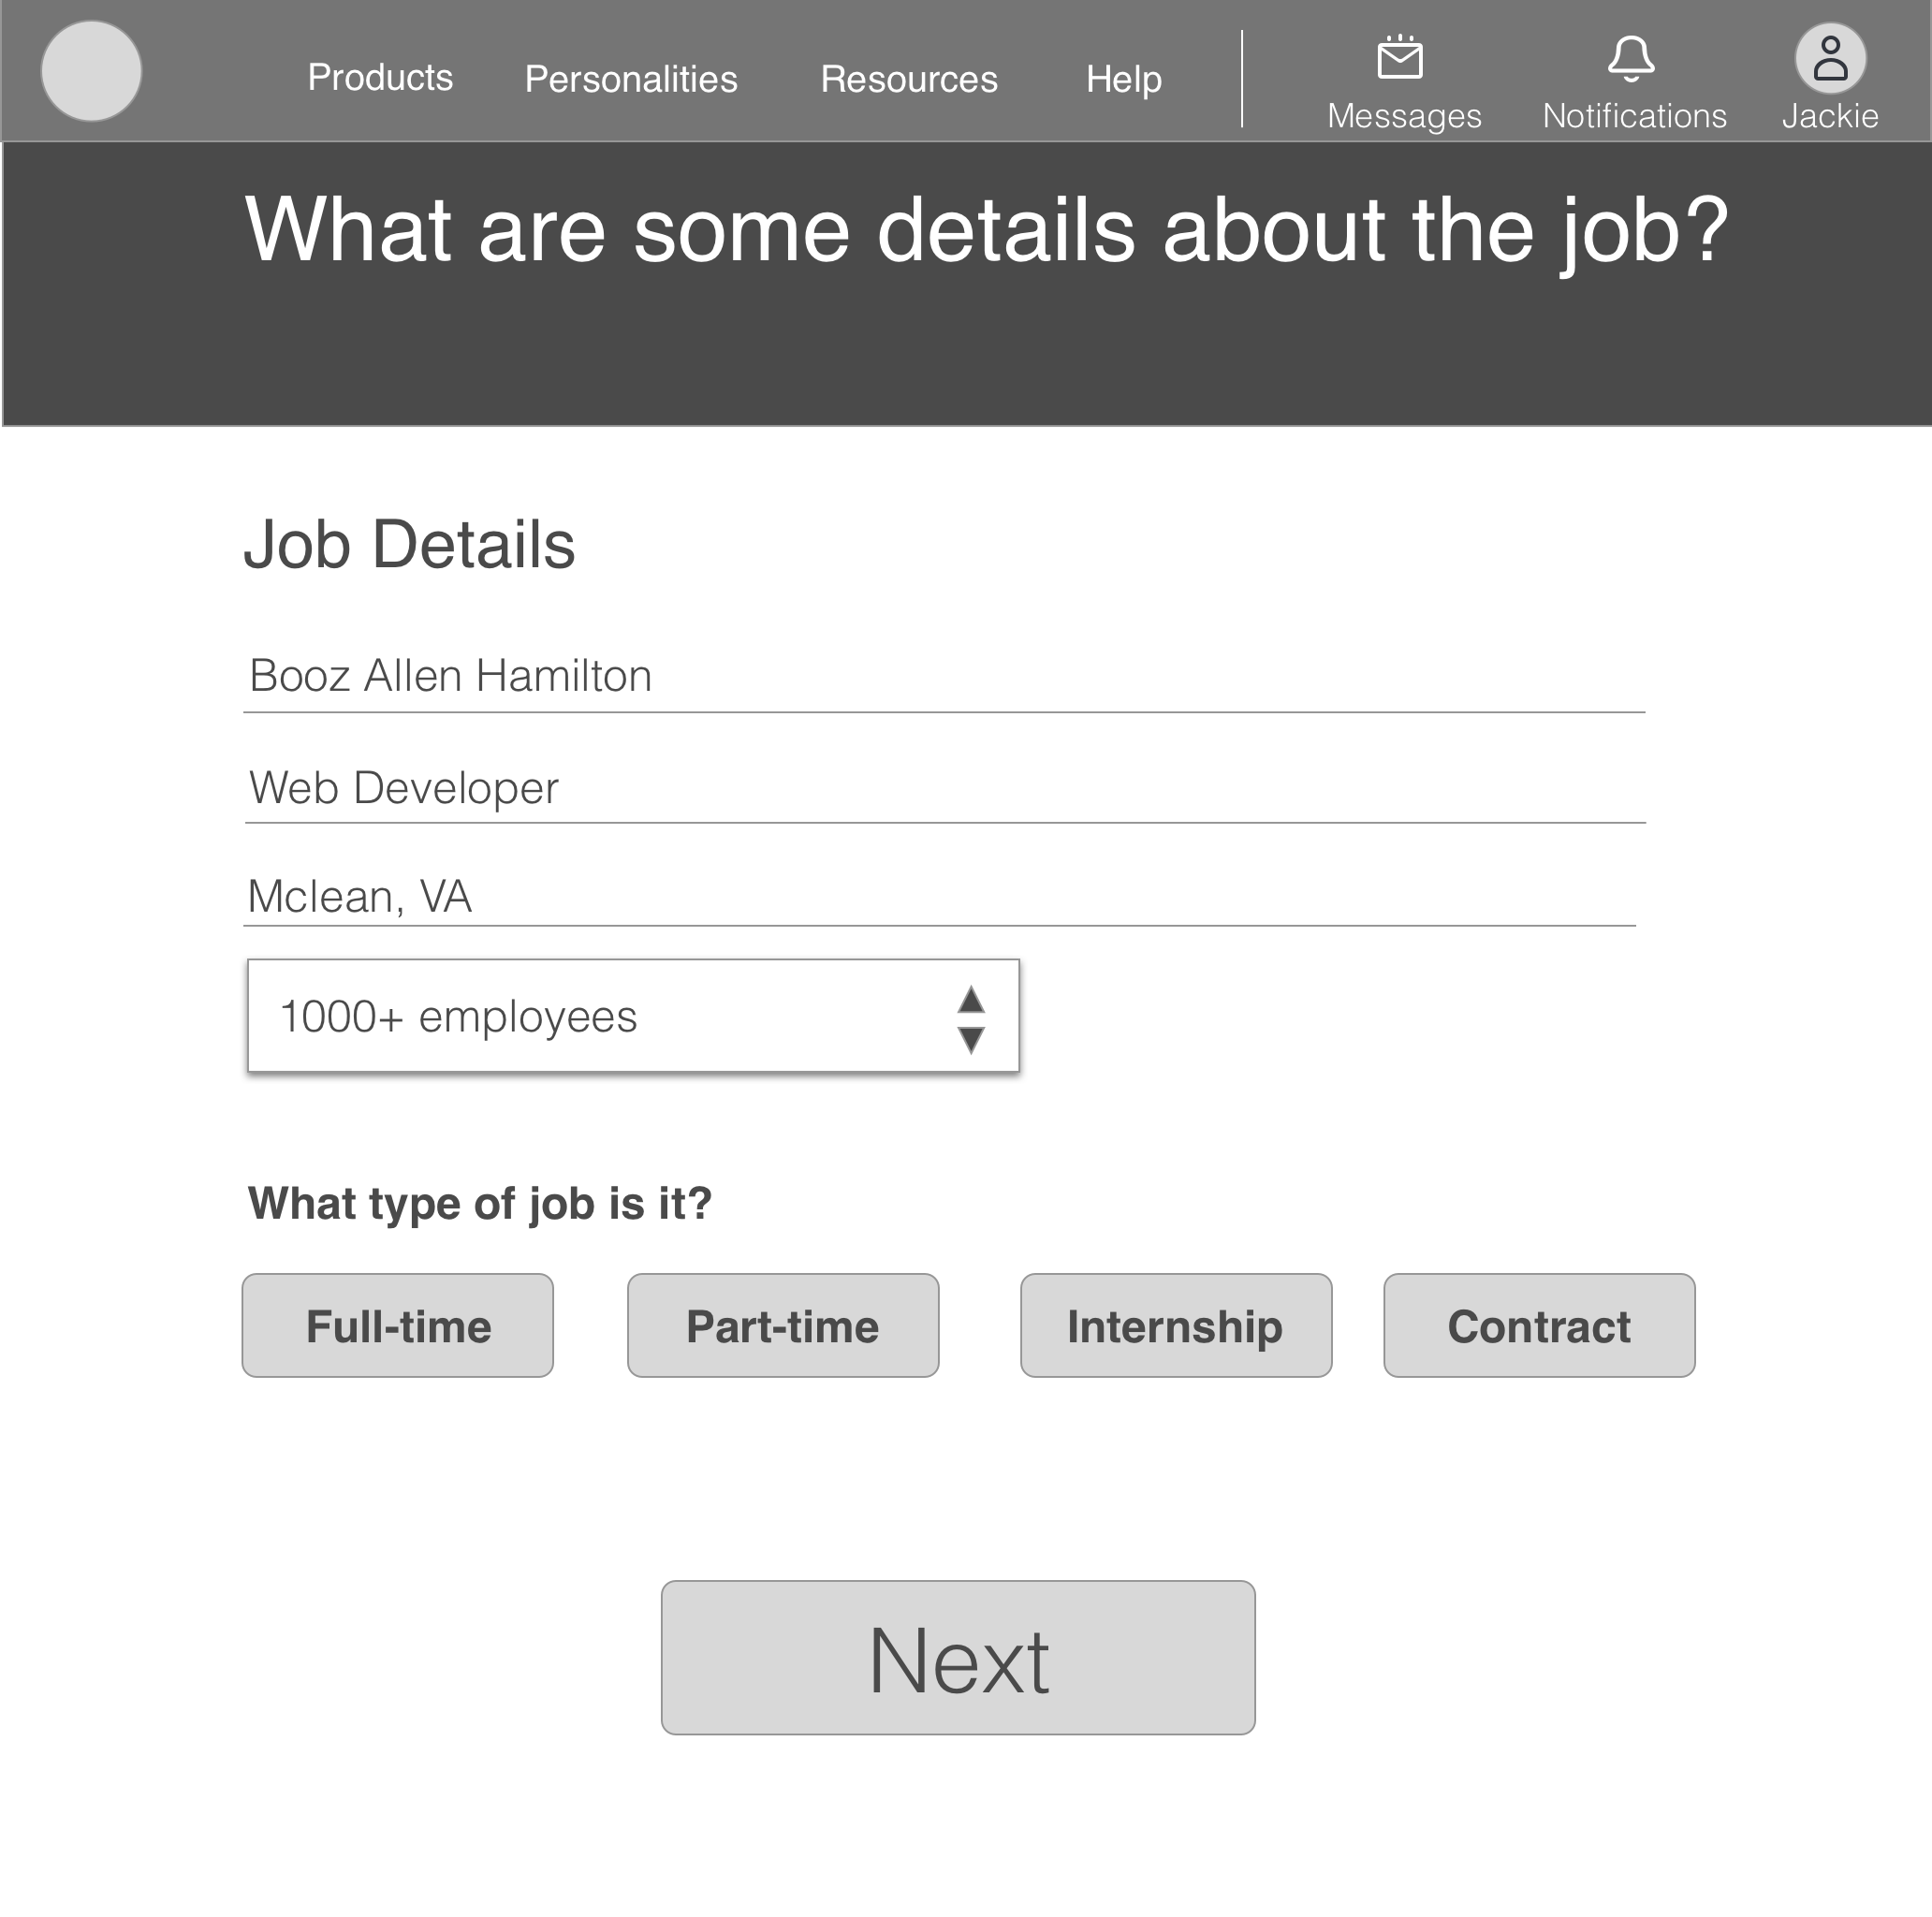 Products Personalities Resources Help
Messages Notifications Jackie
What are some details about the job?
Job Details
Booz Allen Hamilton
Web Developer
Mclean, VA
1000+ employees
What type of job is it?
Full-time Part-time Internship Contract
Next